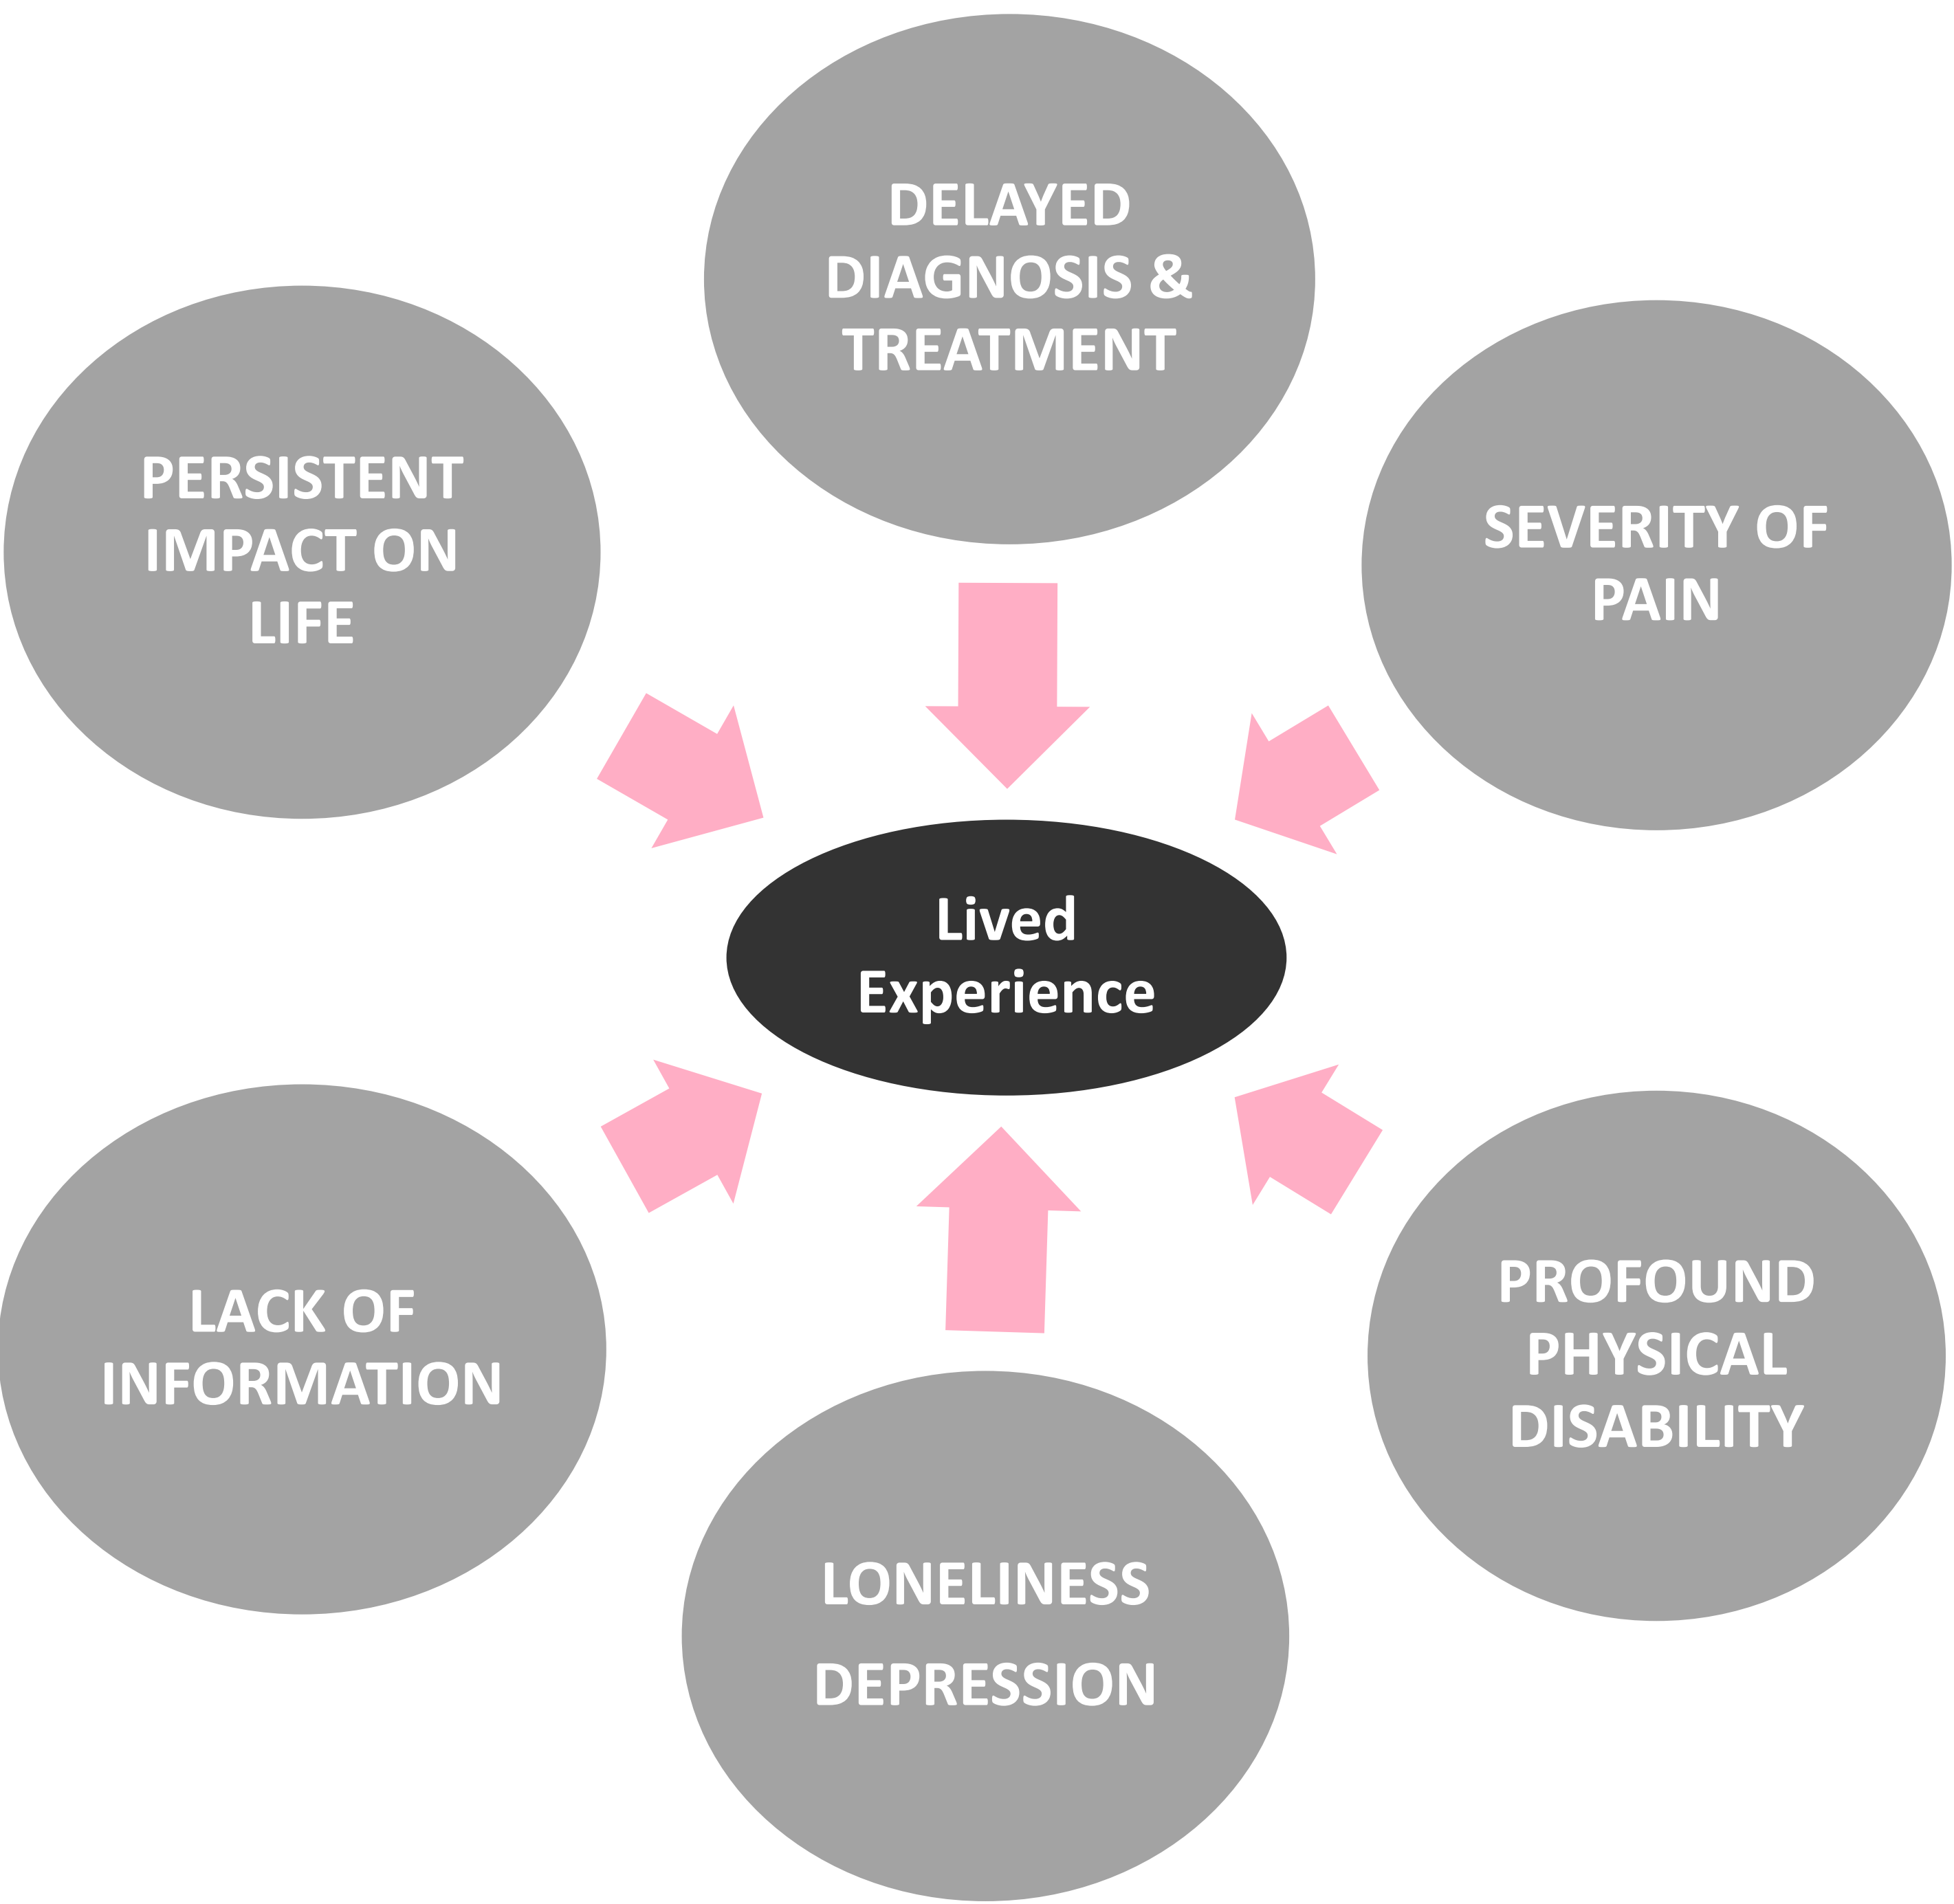 DELAYED
DIAGNOSIS &
TREATMENT
PERSISTENT
IMPACT ON
LIFE
SEVERITY OF
PAIN
Lived
Experience
LACK OF
INFORMATION
PROFOUND
PHYSICAL
DISABILITY
LONELINESS
DEPRESSION